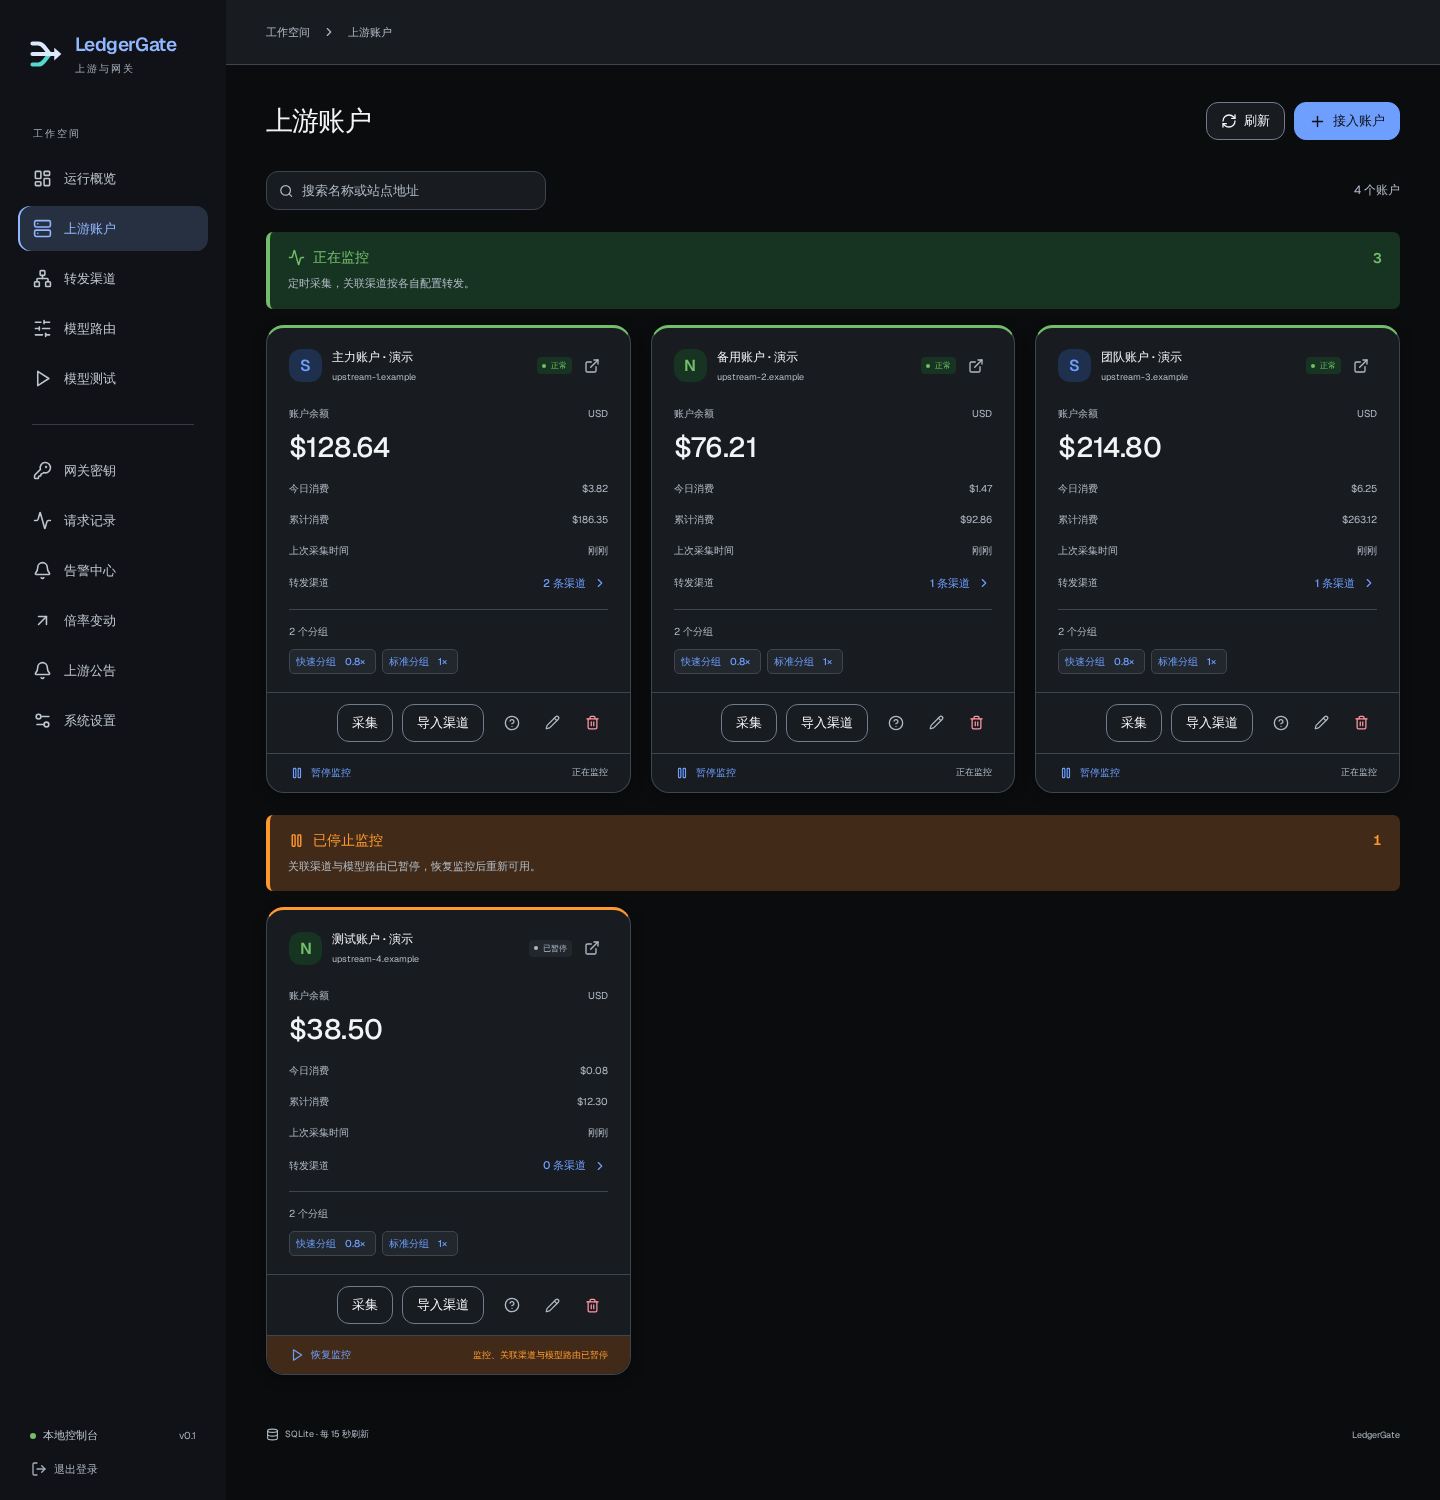 LedgerGate
上游与网关
工作空间
运行概览
上游账户
转发渠道
模型路由
模型测试
网关密钥
请求记录
告警中心
倍率变动
上游公告
系统设置
本地控制台 v0.1
退出登录
工作空间 上游账户
上游账户
刷新 接入账户
搜索名称或站点地址
4 个账户
正在监控 3
定时采集，关联渠道按各自配置转发。
S 主力账户 · 演示 正常
upstream-1.example
账户余额 USD
$128.64
今日消费 $3.82
累计消费 $186.35
上次采集时间 刚刚
转发渠道 2 条渠道
2 个分组
快速分组 0.8× 标准分组 1×
采集 导入渠道
暂停监控 正在监控
N 备用账户 · 演示 正常
upstream-2.example
账户余额 USD
$76.21
今日消费 $1.47
累计消费 $92.86
上次采集时间 刚刚
转发渠道 1 条渠道
2 个分组
快速分组 0.8× 标准分组 1×
采集 导入渠道
暂停监控 正在监控
S 团队账户 · 演示 正常
upstream-3.example
账户余额 USD
$214.80
今日消费 $6.25
累计消费 $263.12
上次采集时间 刚刚
转发渠道 1 条渠道
2 个分组
快速分组 0.8× 标准分组 1×
采集 导入渠道
暂停监控 正在监控
已停止监控 1
关联渠道与模型路由已暂停，恢复监控后重新可用。
N 测试账户 · 演示 已暂停
upstream-4.example
账户余额 USD
$38.50
今日消费 $0.08
累计消费 $12.30
上次采集时间 刚刚
转发渠道 0 条渠道
2 个分组
快速分组 0.8× 标准分组 1×
采集 导入渠道
恢复监控 监控、关联渠道与模型路由已暂停
SQLite · 每 15 秒刷新 LedgerGate